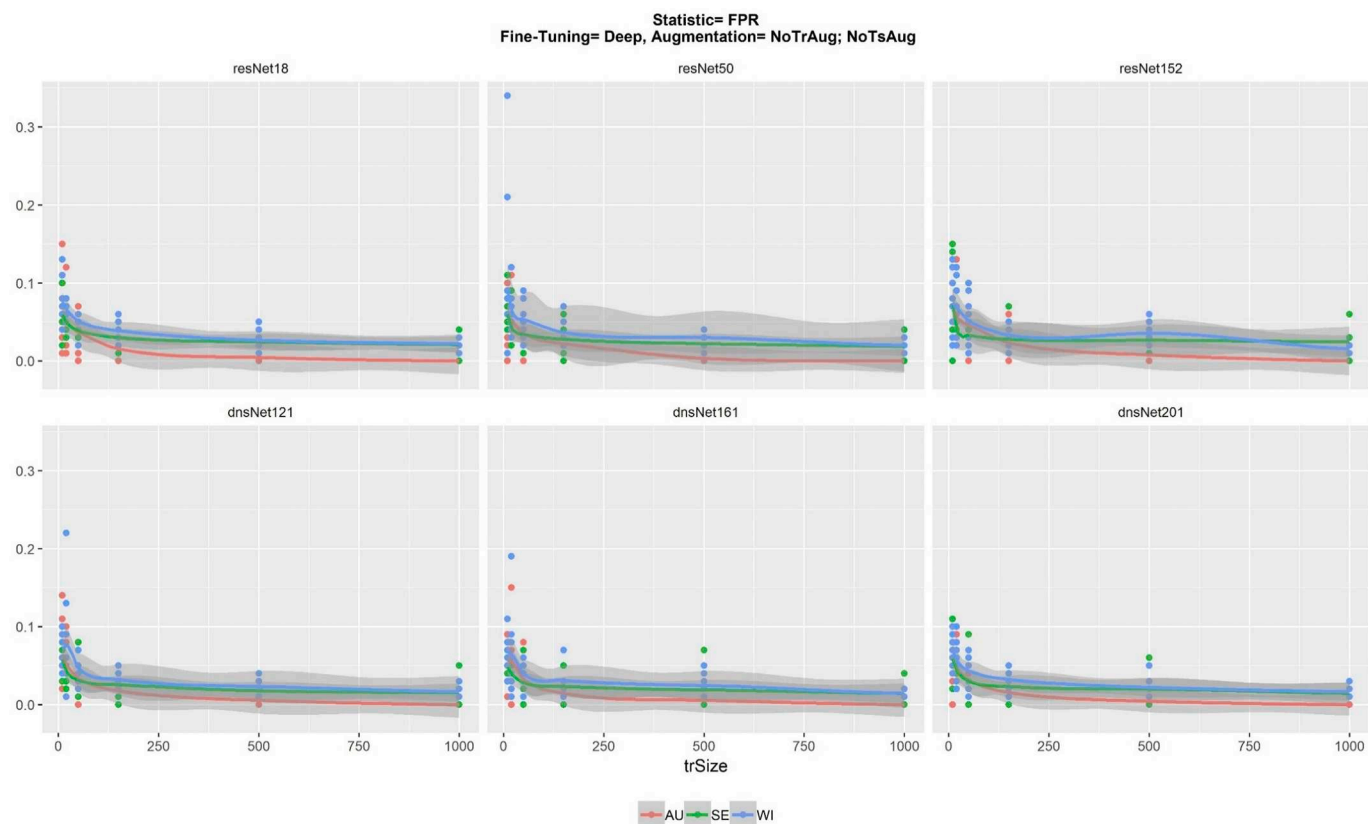 Statistic= FPR
Fine-Tuning= Deep, Augmentation= NoTrAug; NoTsAug
resNet18 resNet50 resNet152
0.3
0.2
0.1
0.0
dnsNet121 dnsNet161 dnsNet201
0.3
0.2
0.1
0.0
0 250 500 750 1000 0 250 500 750 1000 0 250 500 750 1000
trSize
AU SE WI